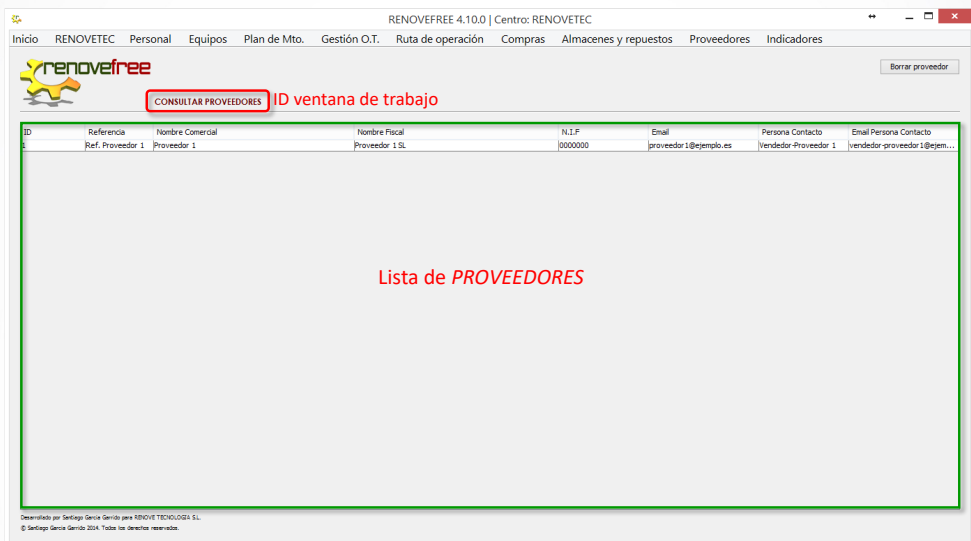 RENOVEFREE 4.10.0 | Centro: RENOVETEC
Inicio RENOVETEC Personal Equipos Plan de Mto. Gestión O.T. Ruta de operación Compras Almacenes y repuestos Proveedores Indicadores
renovefree
Borrar proveedor
CONSULTAR PROVEEDORES ID ventana de trabajo
ID Referencia Nombre Comercial Nombre Fiscal N.I.F Email Persona Contacto Email Persona Contacto
1 Ref. Proveedor 1 Proveedor 1 Proveedor 1 SL 0000000 proveedor1@ejemplo.es Vendedor-Proveedor 1 vendedor-proveedor1@ejem...
Lista de PROVEEDORES
Desarrollado por Santiago Garcia Garrido para RENOVE TECNOLOGÍA S.L.
© Santiago Garcia Garrido 2014. Todos los derechos reservados.